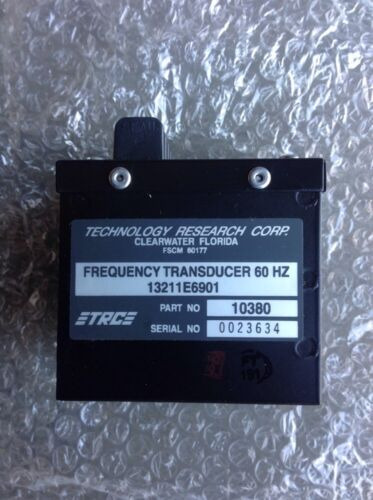 TECHNOLOGY RESEARCH CORP.
CLEARWATER FLORIDA
FSCM 60177
FREQUENCY TRANSDUCER 60 HZ
13211E6901
TRC
PART NO 10380
SERIAL NO 0023634
191